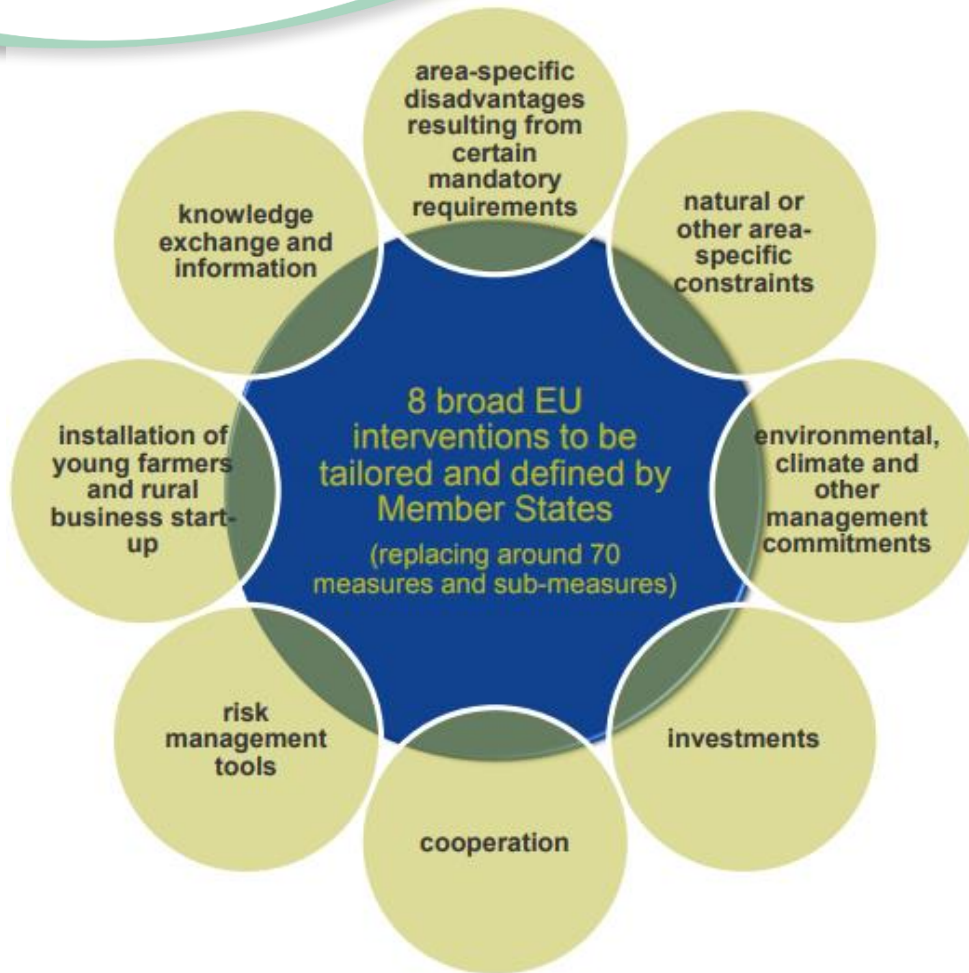 area-specific
disadvantages
resulting from
certain
mandatory
requirements
natural or
other area-
specific
constraints
environmental,
climate and
other
management
commitments
investments
cooperation
risk
management
tools
installation of
young farmers
and rural
business start-
up
knowledge
exchange and
information
8 broad EU
interventions to be
tailored and defined by
Member States
(replacing around 70
measures and sub-measures)